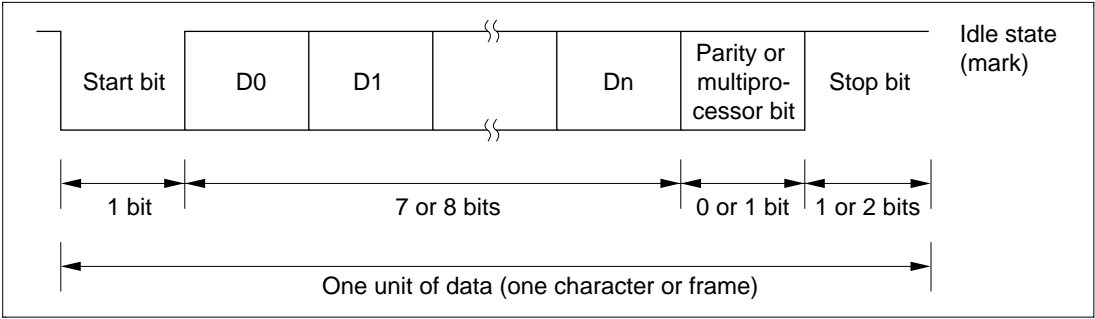 Idle state
(mark)
Start bit
D0
D1
Dn
Parity or
multipro-
cessor bit
Stop bit
1 bit
7 or 8 bits
0 or 1 bit
1 or 2 bits
One unit of data (one character or frame)